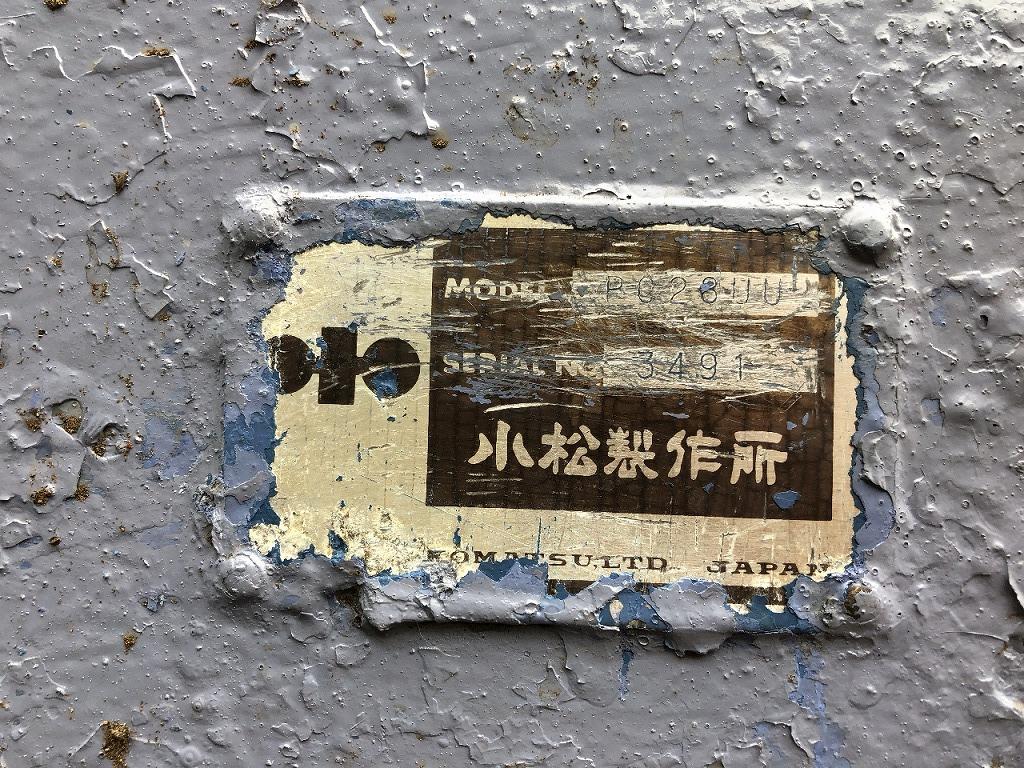 MODEL PC28UU
SERIAL NO. 3491
小松製作所
KOMATSU.LTD. JAPAN